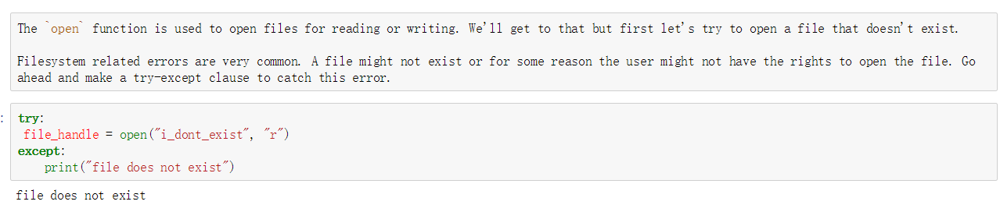 The `open` function is used to open files for reading or writing. We'll get to that but first let's try to open a file that doesn't exist.
Filesystem related errors are very common. A file might not exist or for some reason the user might not have the rights to open the file. Go
ahead and make a try-except clause to catch this error.
:
try:
 file_handle = open("i_dont_exist", "r")
except:
    print("file does not exist")
file does not exist